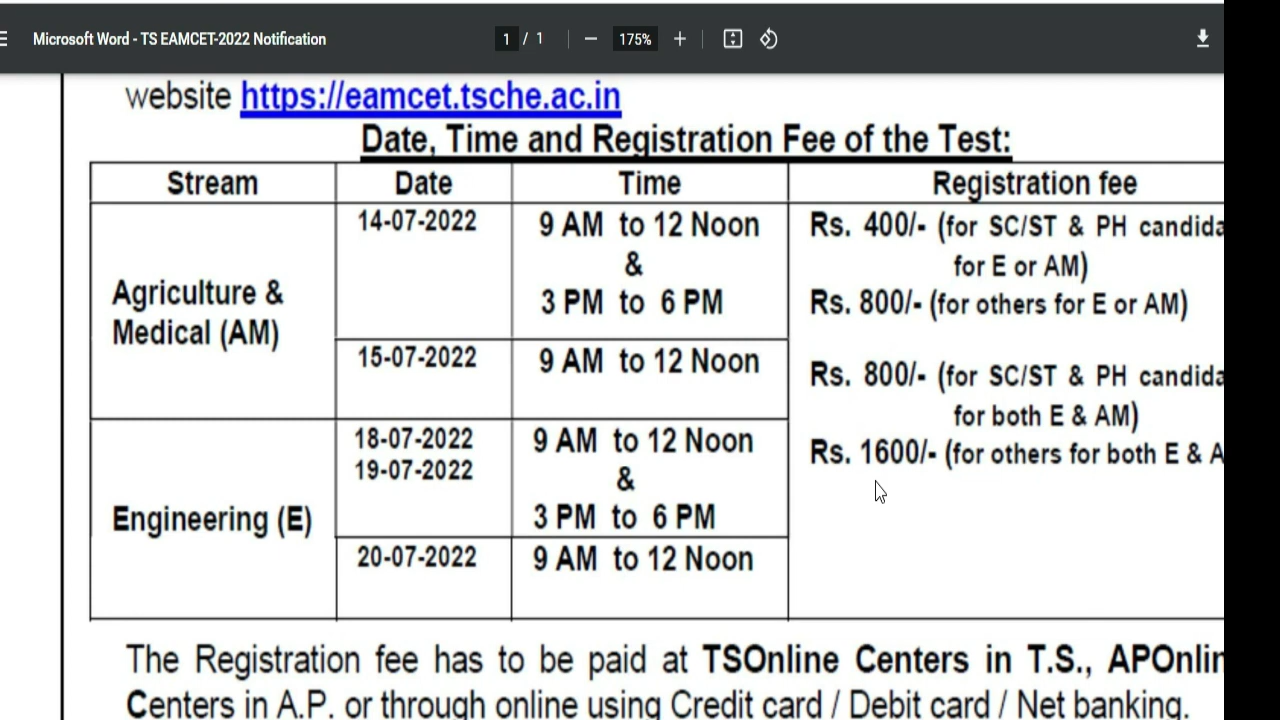 Microsoft Word - TS EAMCET-2022 Notification
1 / 1
175%
website https://eamcet.tsche.ac.in
Date, Time and Registration Fee of the Test:
Stream Date Time Registration fee
Agriculture &
Medical (AM)
14-07-2022
9 AM to 12 Noon
&
3 PM to 6 PM
15-07-2022
9 AM to 12 Noon
Engineering (E)
18-07-2022
19-07-2022
9 AM to 12 Noon
&
3 PM to 6 PM
20-07-2022
9 AM to 12 Noon
Rs. 400/- (for SC/ST & PH candida
for E or AM)
Rs. 800/- (for others for E or AM)
Rs. 800/- (for SC/ST & PH candida
for both E & AM)
Rs. 1600/- (for others for both E & A
The Registration fee has to be paid at TSOnline Centers in T.S., APOnlin
Centers in A.P. or through online using Credit card / Debit card / Net banking.